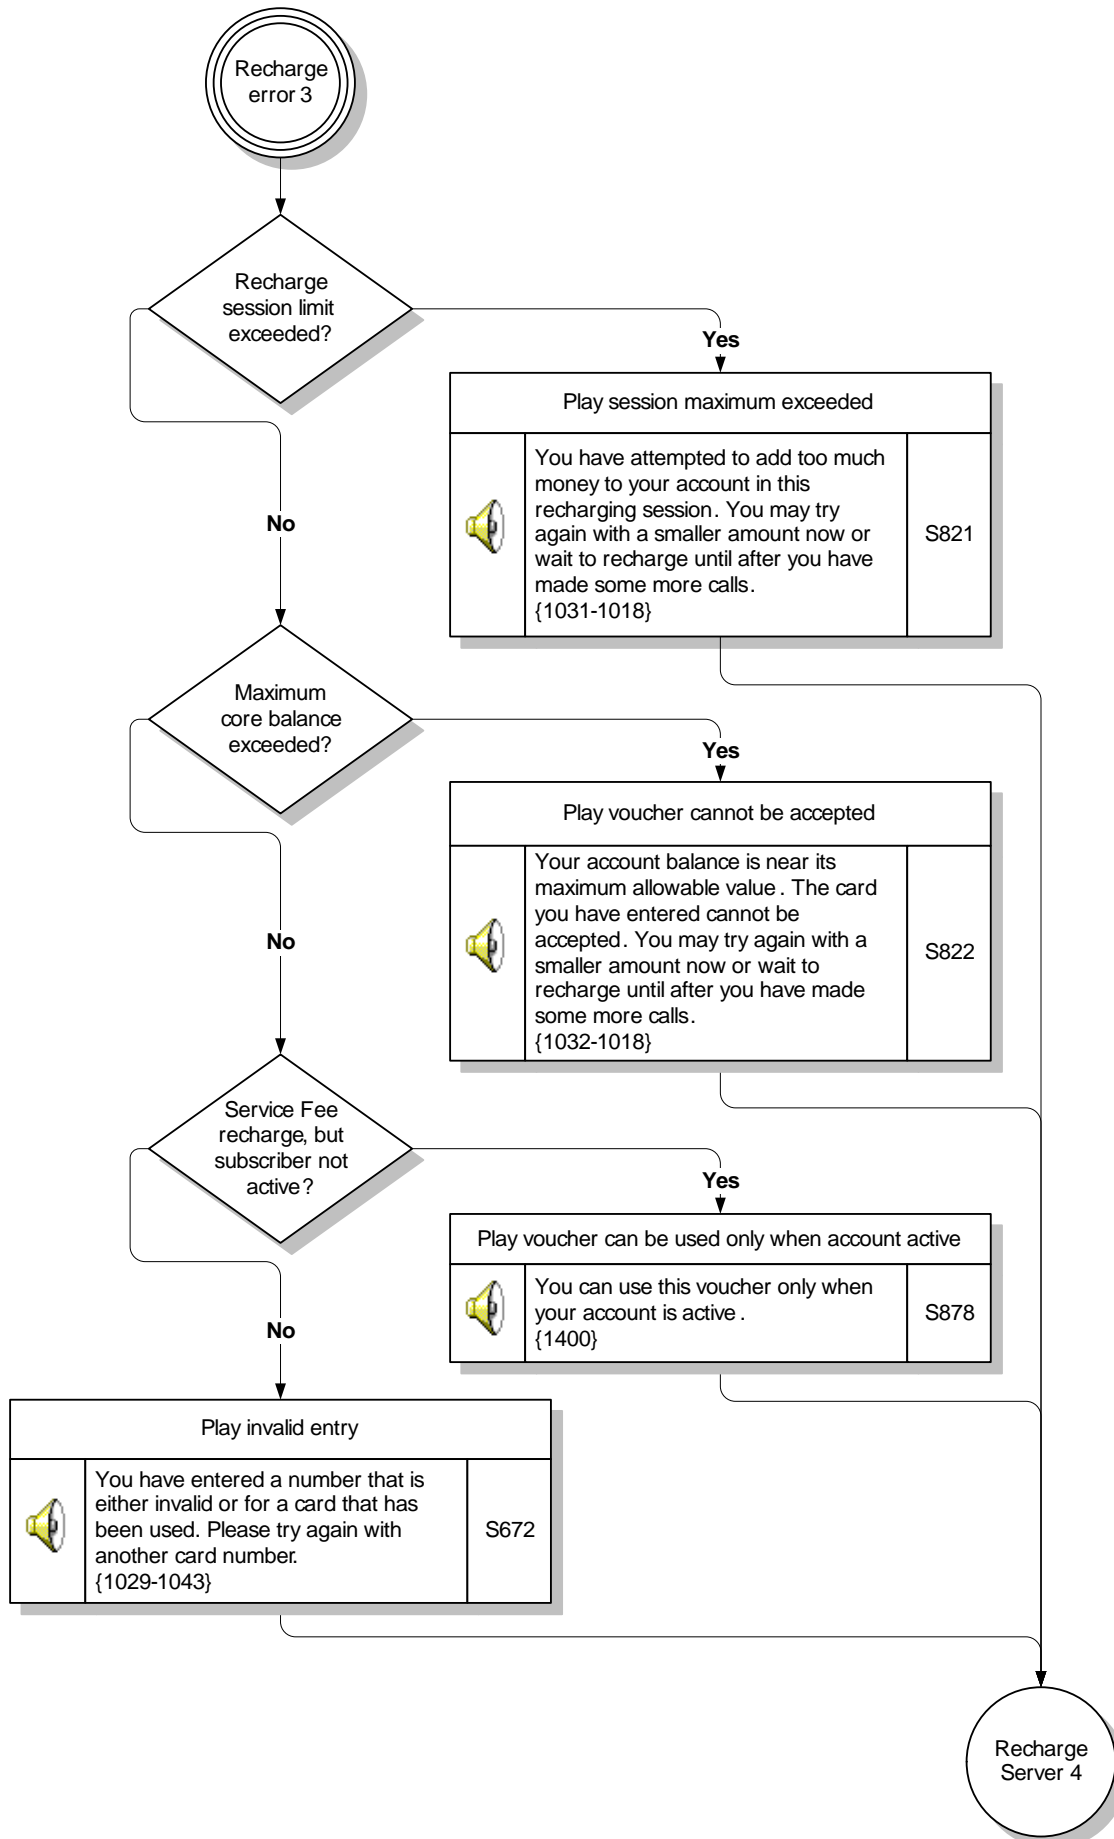 Recharge
error 3
Recharge
session limit
exceeded?
Yes
Play session maximum exceeded
You have attempted to add too much
money to your account in this
recharging session. You may try
again with a smaller amount now or
wait to recharge until after you have
made some more calls.
{1031-1018}
S821
No
Maximum
core balance
exceeded?
Yes
Play voucher cannot be accepted
Your account balance is near its
maximum allowable value. The card
you have entered cannot be
accepted. You may try again with a
smaller amount now or wait to
recharge until after you have made
some more calls.
{1032-1018}
S822
No
Service Fee
recharge, but
subscriber not
active?
Yes
Play voucher can be used only when account active
You can use this voucher only when
your account is active.
{1400}
S878
No
Play invalid entry
You have entered a number that is
either invalid or for a card that has
been used. Please try again with
another card number.
{1029-1043}
S672
Recharge
Server 4